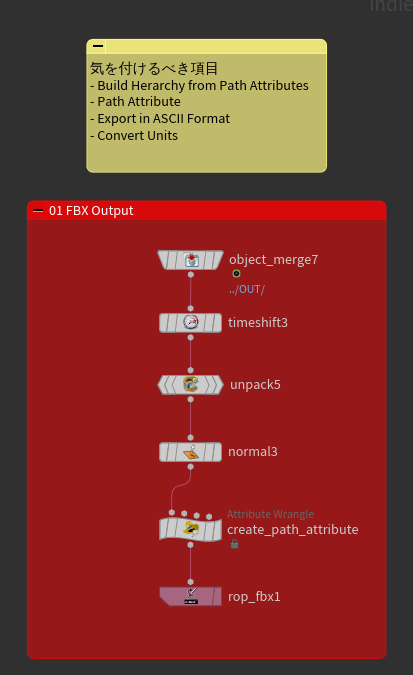 Indie
気を付けるべき項目
- Build Herarchy from Path Attributes
- Path Attribute
- Export in ASCII Format
- Convert Units
01 FBX Output
object_merge7
../OUT/
timeshift3
unpack5
normal3
Attribute Wrangle
create_path_attribute
rop_fbx1